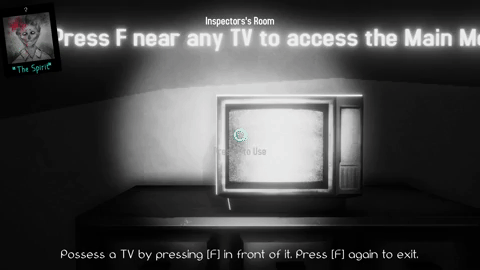 Inspectors's Room
?
Press F near any TV to access the Main M
"The Spirit"
to Use
Possess a TV by pressing [F] in front of it. Press [F] again to exit.